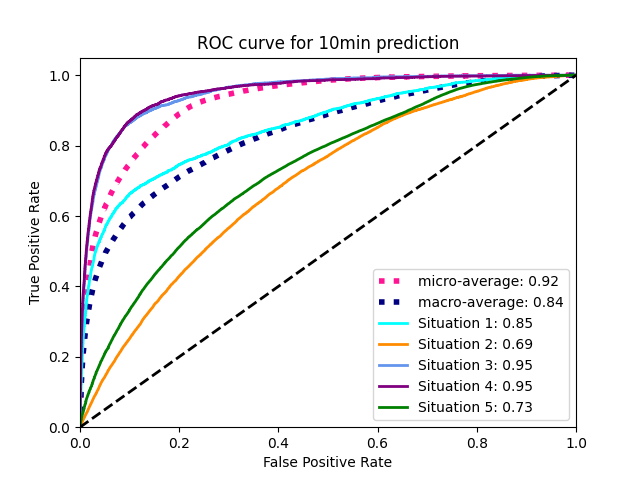 ROC curve for 10min prediction
1.0
0.8
0.6
0.4
0.2
0.0
True Positive Rate
micro-average: 0.92
macro-average: 0.84
Situation 1: 0.85
Situation 2: 0.69
Situation 3: 0.95
Situation 4: 0.95
Situation 5: 0.73
0.0 0.2 0.4 0.6 0.8 1.0
False Positive Rate